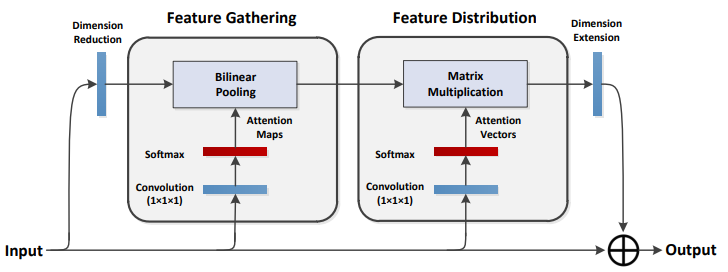 Feature Gathering
Feature Distribution
Dimension
Reduction
Dimension
Extension
Bilinear
Pooling
Matrix
Multiplication
Attention
Maps
Attention
Vectors
Softmax
Softmax
Convolution
(1×1×1)
Convolution
(1×1×1)
Input
Output